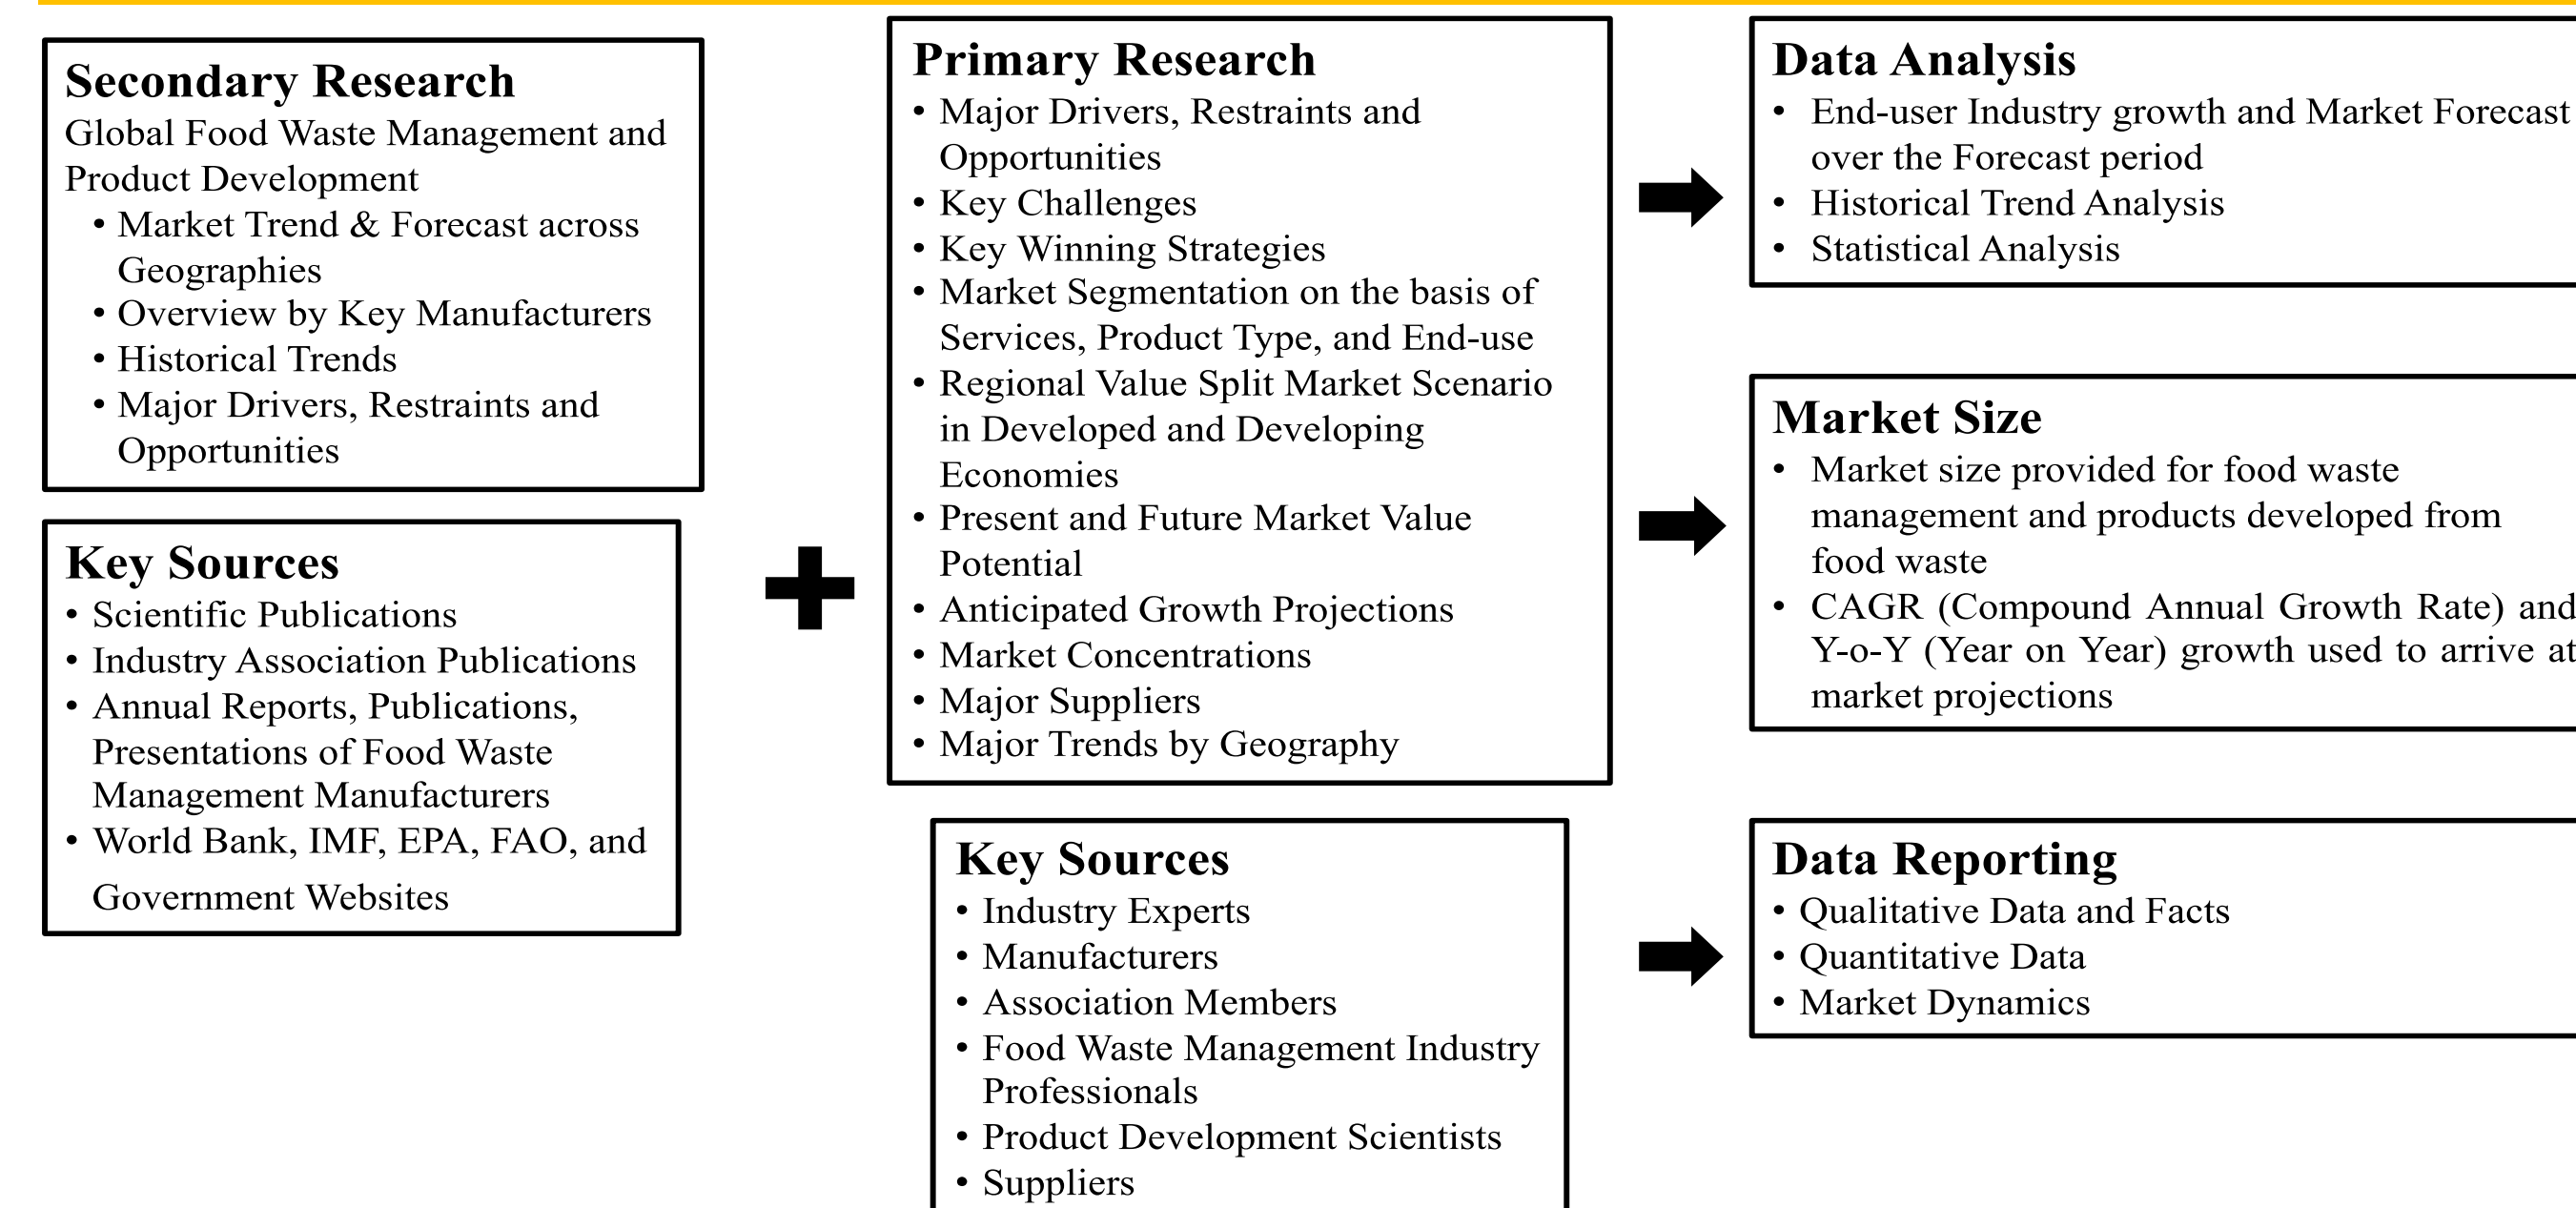 Secondary Research
Global Food Waste Management and
Product Development
• Market Trend & Forecast across
Geographies
• Overview by Key Manufacturers
• Historical Trends
• Major Drivers, Restraints and
Opportunities
Key Sources
• Scientific Publications
• Industry Association Publications
• Annual Reports, Publications,
Presentations of Food Waste
Management Manufacturers
• World Bank, IMF, EPA, FAO, and
Government Websites
Primary Research
• Major Drivers, Restraints and
Opportunities
• Key Challenges
• Key Winning Strategies
• Market Segmentation on the basis of
Services, Product Type, and End-use
• Regional Value Split Market Scenario
in Developed and Developing
Economies
• Present and Future Market Value
Potential
• Anticipated Growth Projections
• Market Concentrations
• Major Suppliers
• Major Trends by Geography
Key Sources
• Industry Experts
• Manufacturers
• Association Members
• Food Waste Management Industry
Professionals
• Product Development Scientists
• Suppliers
Data Analysis
• End-user Industry growth and Market Forecast
over the Forecast period
• Historical Trend Analysis
• Statistical Analysis
Market Size
• Market size provided for food waste
management and products developed from
food waste
• CAGR (Compound Annual Growth Rate) and
Y-o-Y (Year on Year) growth used to arrive at
market projections
Data Reporting
• Qualitative Data and Facts
• Quantitative Data
• Market Dynamics